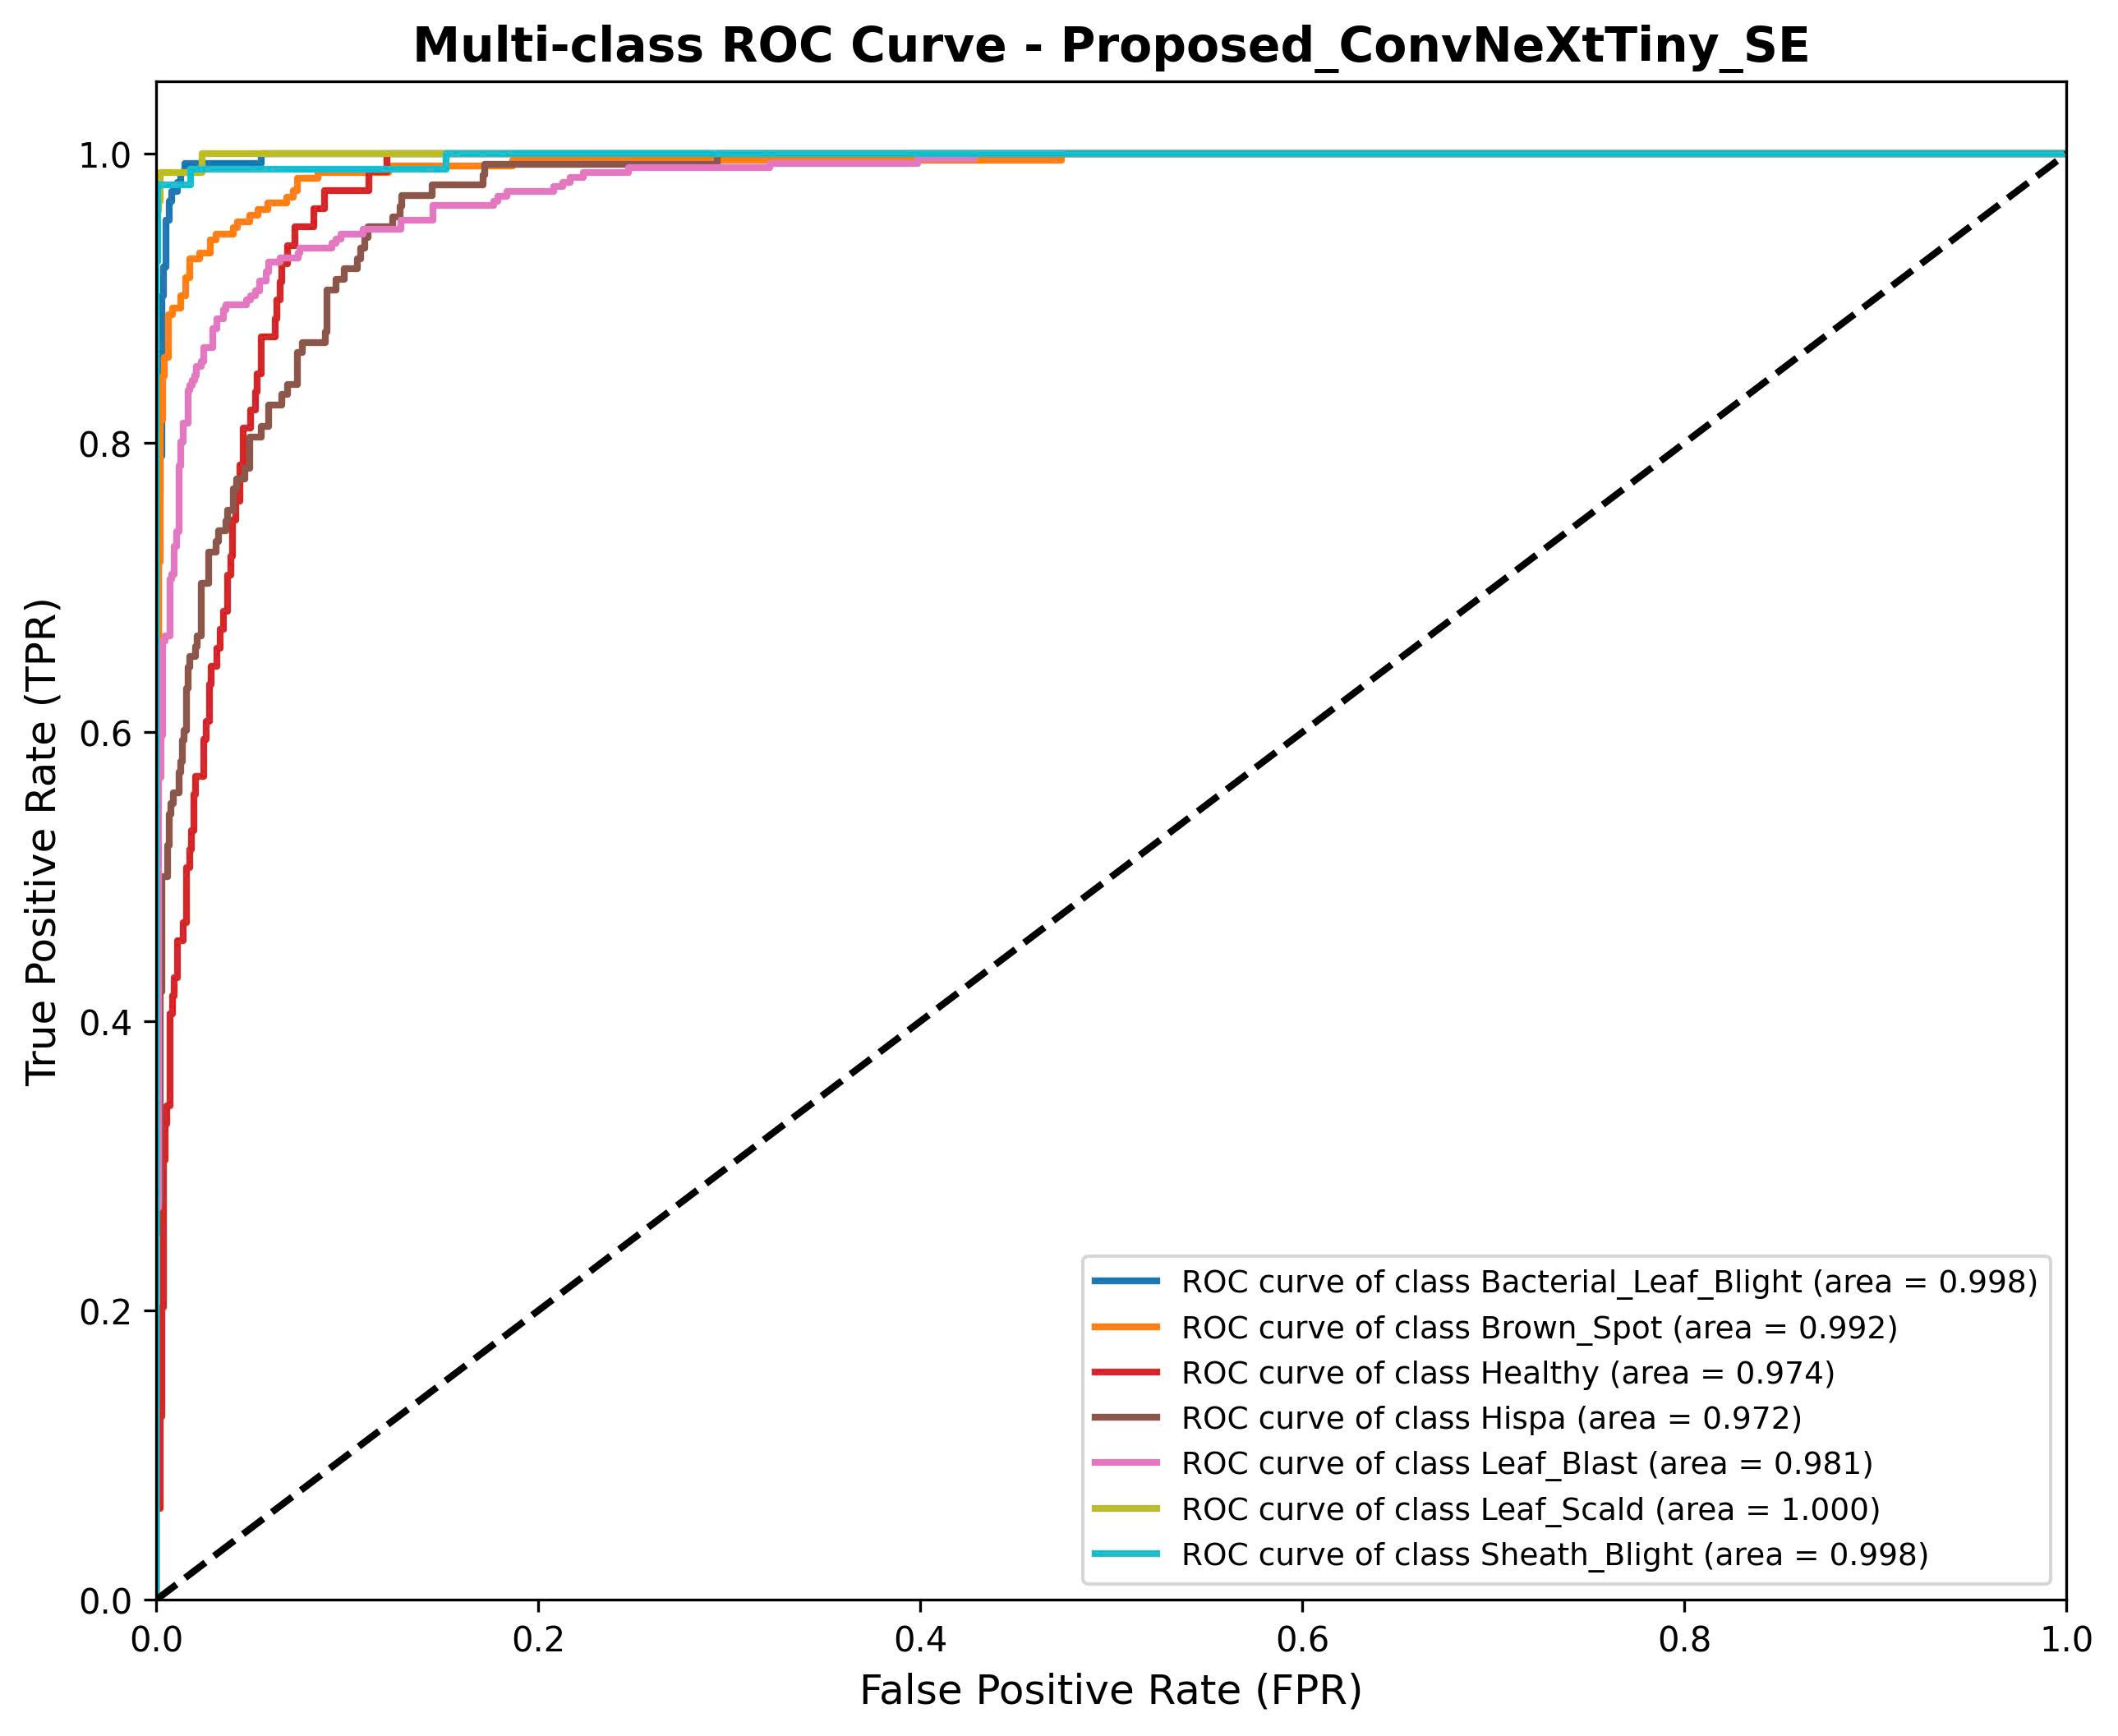 Multi-class ROC Curve - Proposed_ConvNeXtTiny_SE
True Positive Rate (TPR)
1.0
0.8
0.6
0.4
0.2
0.0
ROC curve of class Bacterial_Leaf_Blight (area = 0.998)
ROC curve of class Brown_Spot (area = 0.992)
ROC curve of class Healthy (area = 0.974)
ROC curve of class Hispa (area = 0.972)
ROC curve of class Leaf_Blast (area = 0.981)
ROC curve of class Leaf_Scald (area = 1.000)
ROC curve of class Sheath_Blight (area = 0.998)
0.0 0.2 0.4 0.6 0.8 1.0
False Positive Rate (FPR)